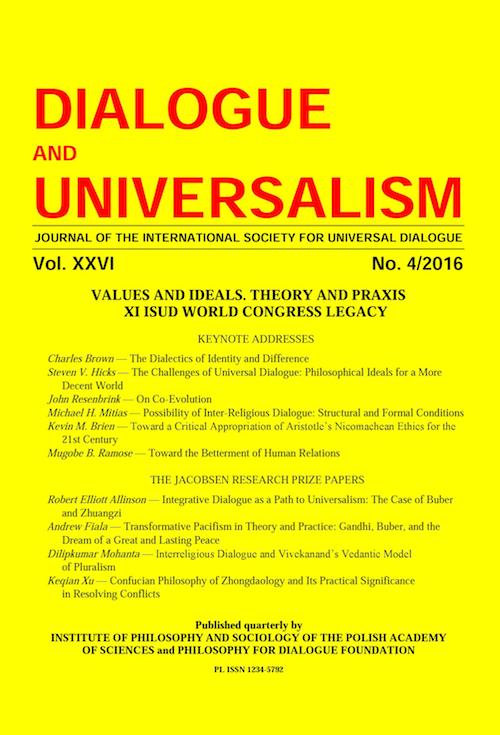 DIALOGUE
AND
UNIVERSALISM
JOURNAL OF THE INTERNATIONAL SOCIETY FOR UNIVERSAL DIALOGUE
Vol. XXVI No. 4/2016
VALUES AND IDEALS. THEORY AND PRAXIS
XI ISUD WORLD CONGRESS LEGACY
KEYNOTE ADDRESSES
Charles Brown — The Dialectics of Identity and Difference
Steven V. Hicks — The Challenges of Universal Dialogue: Philosophical Ideals for a More
Decent World
John Resenbrink — On Co-Evolution
Michael H. Mitias — Possibility of Inter-Religious Dialogue: Structural and Formal Conditions
Kevin M. Brien — Toward a Critical Appropriation of Aristotle's Nicomachean Ethics for the
21st Century
Mugobe B. Ramose — Toward the Betterment of Human Relations
THE JACOBSEN RESEARCH PRIZE PAPERS
Robert Elliott Allinson — Integrative Dialogue as a Path to Universalism: The Case of Buber
and Zhuangzi
Andrew Fiala — Transformative Pacifism in Theory and Practice: Gandhi, Buber, and the
Dream of a Great and Lasting Peace
Dilipkumar Mohanta — Interreligious Dialogue and Vivekanand's Vedantic Model
of Pluralism
Keqian Xu — Confucian Philosophy of Zhongdaology and Its Practical Significance
in Resolving Conflicts
Published quarterly by
INSTITUTE OF PHILOSOPHY AND SOCIOLOGY OF THE POLISH ACADEMY
OF SCIENCES and PHILOSOPHY FOR DIALOGUE FOUNDATION
PL ISSN 1234-5792